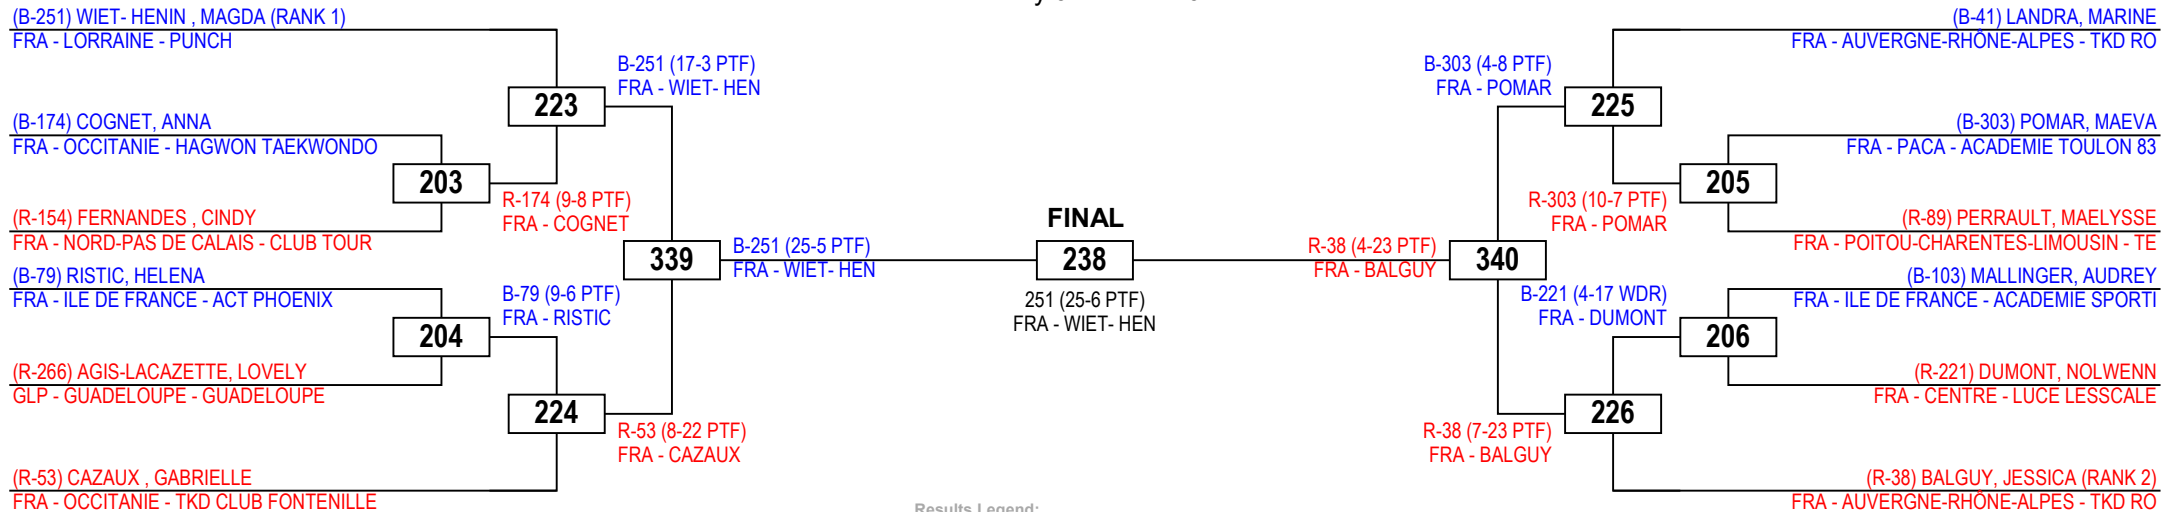 (B-251) WIET- HENIN , MAGDA (RANK 1)
FRA - LORRAINE - PUNCH
B-251 (17-3 PTF)
FRA - WIET- HEN
223
(B-174) COGNET, ANNA
FRA - OCCITANIE - HAGWON TAEKWONDO
203
R-174 (9-8 PTF)
FRA - COGNET
(R-154) FERNANDES , CINDY
FRA - NORD-PAS DE CALAIS - CLUB TOUR
339
B-251 (25-5 PTF)
FRA - WIET- HEN
(B-79) RISTIC, HELENA
FRA - ILE DE FRANCE - ACT PHOENIX
B-79 (9-6 PTF)
FRA - RISTIC
204
(R-266) AGIS-LACAZETTE, LOVELY
GLP - GUADELOUPE - GUADELOUPE
224
R-53 (8-22 PTF)
FRA - CAZAUX
(R-53) CAZAUX , GABRIELLE
FRA - OCCITANIE - TKD CLUB FONTENILLE
FINAL
238
251 (25-6 PTF)
FRA - WIET- HEN
(B-41) LANDRA, MARINE
FRA - AUVERGNE-RHÔNE-ALPES - TKD RO
B-303 (4-8 PTF)
FRA - POMAR
225
(B-303) POMAR, MAEVA
FRA - PACA - ACADEMIE TOULON 83
205
R-303 (10-7 PTF)
FRA - POMAR
(R-89) PERRAULT, MAELYSSE
FRA - POITOU-CHARENTES-LIMOUSIN - TE
R-38 (4-23 PTF)
FRA - BALGUY
340
(B-103) MALLINGER, AUDREY
FRA - ILE DE FRANCE - ACADEMIE SPORTI
B-221 (4-17 WDR)
FRA - DUMONT
206
(R-221) DUMONT, NOLWENN
FRA - CENTRE - LUCE LESSCALE
226
R-38 (7-23 PTF)
FRA - BALGUY
(R-38) BALGUY, JESSICA (RANK 2)
FRA - AUVERGNE-RHÔNE-ALPES - TKD RO
Results Legend: